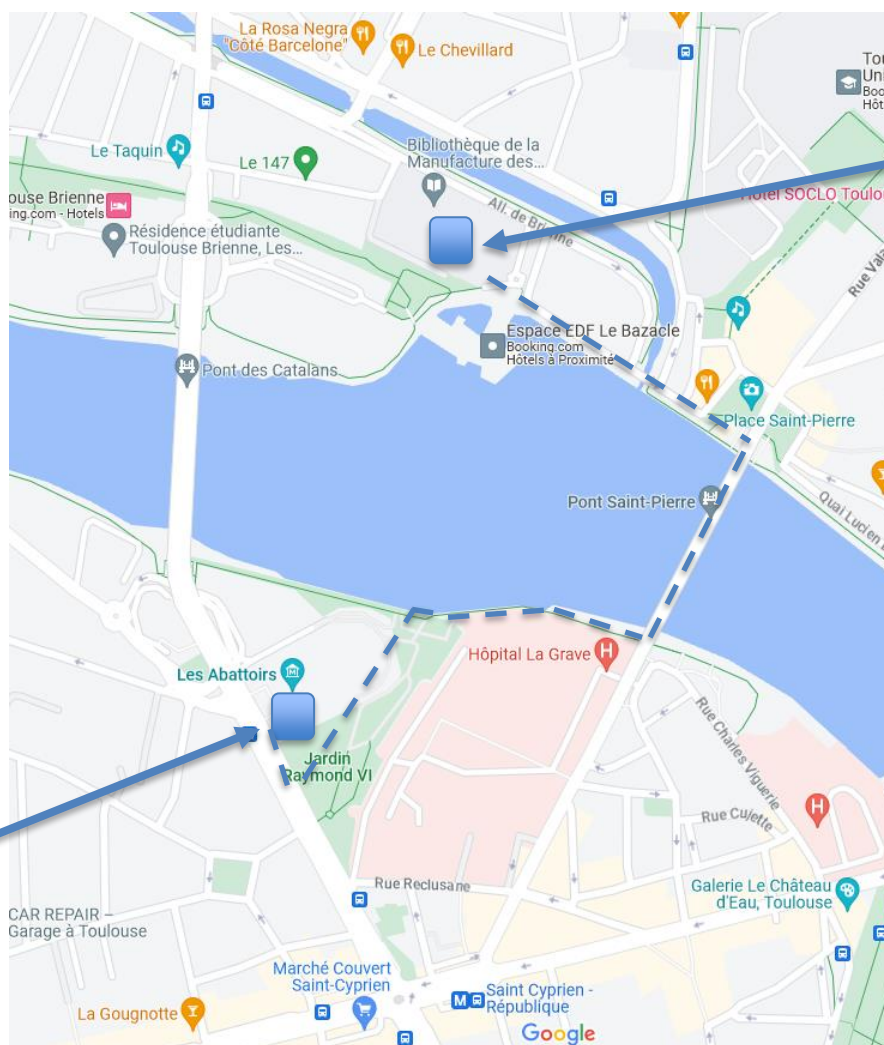 La Rosa Negra
"Côté Barcelone"
Le Chevillard
Bibliothèque de la
Manufacture des...
Le Taquin
Le 147
All. de Brienne
Hôtel SOCLO Toulou
ouse Brienne
ing.com - Hotels
Résidence étudiante
Toulouse Brienne, Les...
Rue Vala
Espace EDF Le Bazacle
Booking.com
Hôtels à Proximité
Pont des Catalans
Place Saint-Pierre
Pont Saint-Pierre
Quai Lucien
Hôpital La Grave
H
Les Abattoirs
Jardin
Raymond VI
Rue Charles Viguerie
H
Rue Cujette
Rue Reclusane
Galerie Le Château
d'Eau, Toulouse
CAR REPAIR –
Garage à Toulouse
Marché Couvert
Saint-Cyprien
M
Saint Cyprien -
République
La Gougnotte
Google